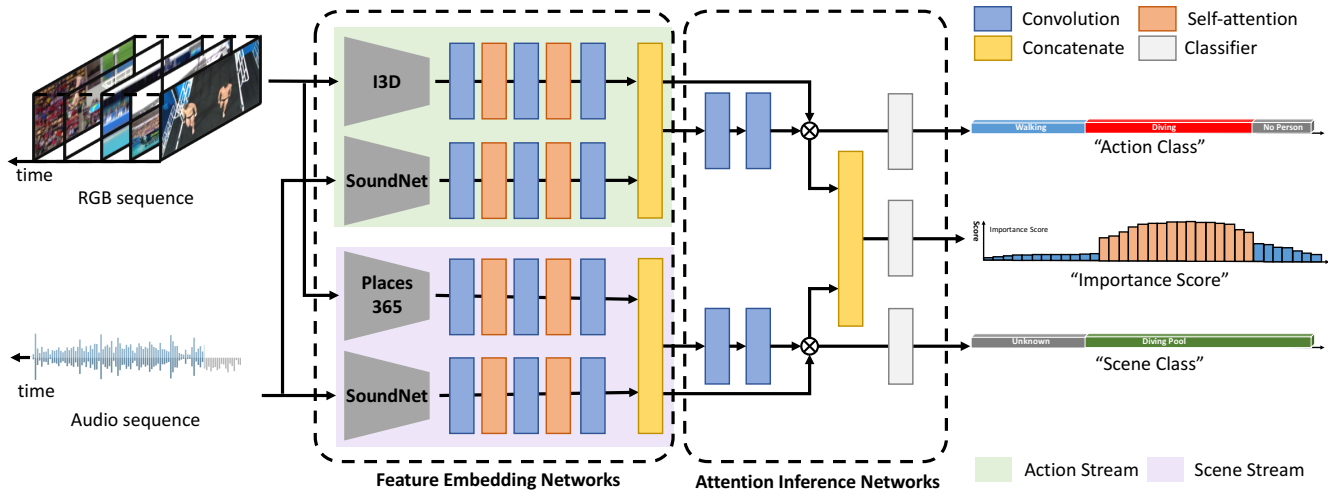 Convolution
Self-attention
Concatenate
Classifier
I3D
SoundNet
Places
365
SoundNet
time
RGB sequence
time
Audio sequence
Walking
Diving
No Person
"Action Class"
Score
Importance Score
"Importance Score"
Unknown
Diving Pool
"Scene Class"
Feature Embedding Networks
Attention Inference Networks
Action Stream
Scene Stream